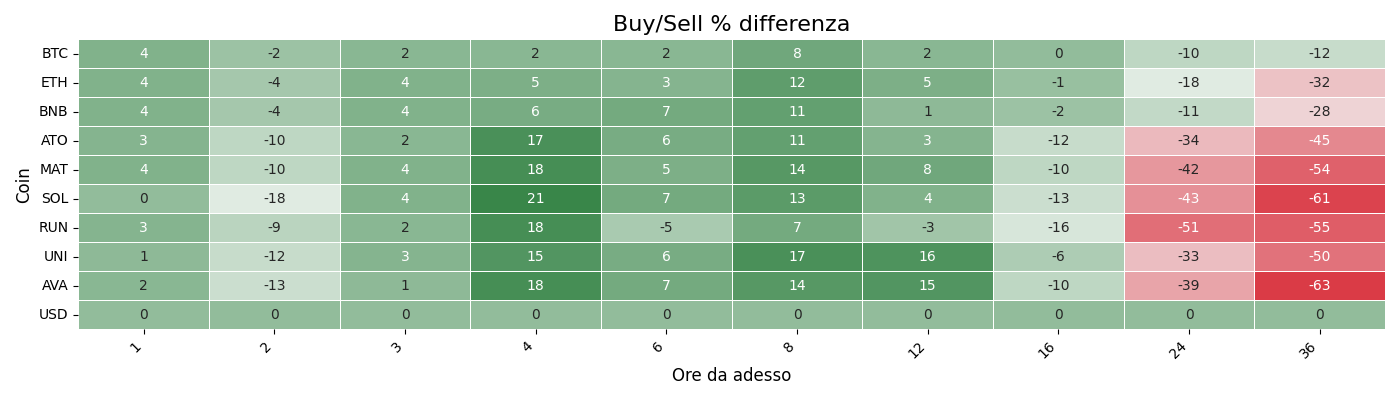 Buy/Sell % differenza
Coin
BTC 4 -2 2 2 2 8 2 0 -10 -12
ETH 4 -4 4 5 3 12 5 -1 -18 -32
BNB 4 -4 4 6 7 11 1 -2 -11 -28
ATO 3 -10 2 17 6 11 3 -12 -34 -45
MAT 4 -10 4 18 5 14 8 -10 -42 -54
SOL 0 -18 4 21 7 13 4 -13 -43 -61
RUN 3 -9 2 18 -5 7 -3 -16 -51 -55
UNI 1 -12 3 15 6 17 16 -6 -33 -50
AVA 2 -13 1 18 7 14 15 -10 -39 -63
USD 0 0 0 0 0 0 0 0 0 0
1 2 3 4 6 8 12 16 24 36
Ore da adesso